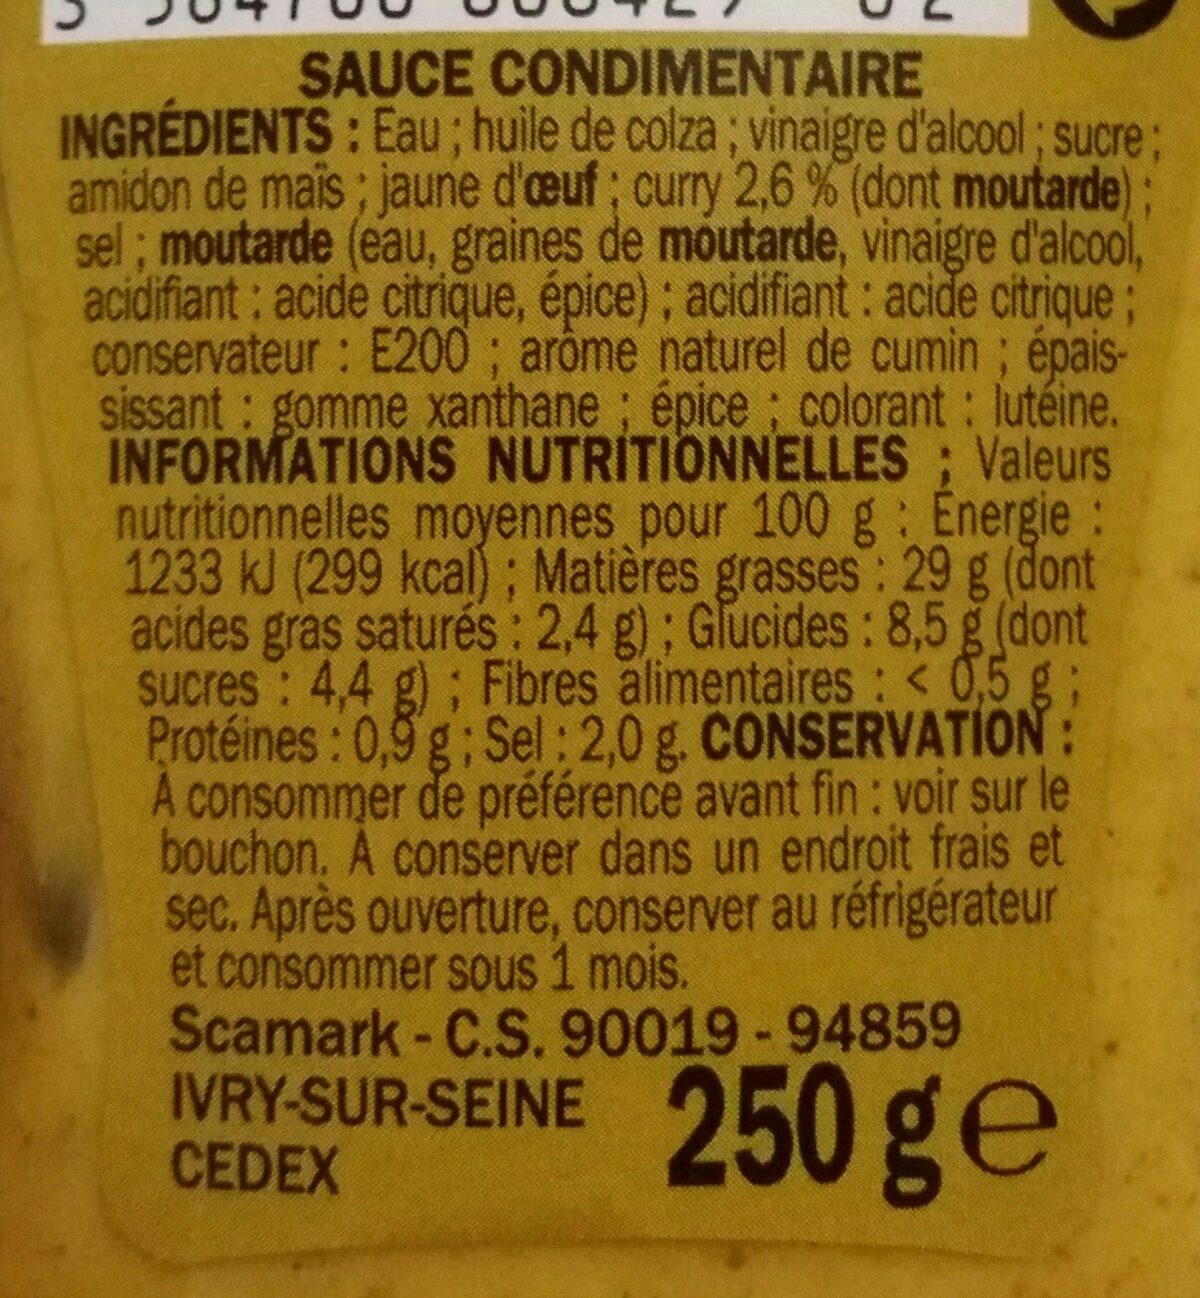 SAUCE CONDIMENTAIRE
INGRÉDIENTS : Eau ; huile de colza ; vinaigre d'alcool ; sucre ;
amidon de maïs ; jaune d'œuf ; curry 2,6 % (dont moutarde) ;
sel ; moutarde (eau, graines de moutarde, vinaigre d'alcool,
acidifiant : acide citrique, épice) ; acidifiant : acide citrique ;
conservateur : E200 ; arôme naturel de cumin ; épais-
sissant : gomme xanthane ; épice ; colorant : lutéine.
INFORMATIONS NUTRITIONNELLES : Valeurs
nutritionnelles moyennes pour 100 g : Énergie :
1233 kJ (299 kcal) ; Matières grasses : 29 g (dont
acides gras saturés : 2,4 g) ; Glucides : 8,5 g (dont
sucres : 4,4 g) ; Fibres alimentaires : < 0,5 g ;
Protéines : 0,9 g ; Sel : 2,0 g. CONSERVATION :
À consommer de préférence avant fin : voir sur le
bouchon. À conserver dans un endroit frais et
sec. Après ouverture, conserver au réfrigérateur
et consommer sous 1 mois.
Scamark - C.S. 90019 - 94859
IVRY-SUR-SEINE
CEDEX
250 g e